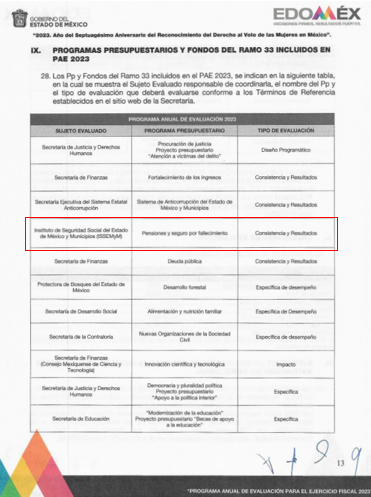 GOBIERNO DEL
ESTADO DE MÉXICO
EDOMÉX
DECISIONES FIRMES, RESULTADOS FUERTES.
"2023. Año del Septuagésimo Aniversario del Reconocimiento del Derecho al Voto de las Mujeres en México".
IX. PROGRAMAS PRESUPUESTARIOS Y FONDOS DEL RAMO 33 INCLUIDOS EN
PAE 2023
28. Los Pp y Fondos del Ramo 33 incluidos en el PAE 2023, se indican en la siguiente tabla,
en la cual se muestra el Sujeto Evaluado responsable de coordinarla, el nombre del Pp y
el tipo de evaluación que deberá evaluarse conforme a los Términos de Referencia
establecidos en el sitio web de la Secretaría.
PROGRAMA ANUAL DE EVALUACIÓN 2023
SUJETO EVALUADO PROGRAMA PRESUPUESTARIO TIPO DE EVALUACIÓN
Secretaría de Justicia y Derechos
Humanos
Procuración de justicia
Proyecto presupuestario
"Atención a víctimas del delito"
Diseño Programático
Secretaría de Finanzas Fortalecimiento de los ingresos Consistencia y Resultados
Secretaría Ejecutiva del Sistema Estatal
Anticorrupción
Sistema de Anticorrupción del Estado de
México y Municipios
Consistencia y Resultados
Instituto de Seguridad Social del Estado
de México y Municipios (ISSEMyM)
Pensiones y seguro por fallecimiento
Consistencia y Resultados
Secretaría de Finanzas Deuda pública Consistencia y Resultados
Protectora de Bosques del Estado de
México
Desarrollo forestal
Específica de desempeño
Secretaría de Desarrollo Social Alimentación y nutrición familiar Específica de desempeño
Secretaría de la Contraloría
Nuevas Organizaciones de la Sociedad
Civil
Específica de desempeño
Secretaría de Finanzas
(Consejo Mexiquense de Ciencia y
Tecnología)
Innovación científica y tecnológica
Impacto
Secretaría de Justicia y Derechos
Humanos
Democracia y pluralidad política
Proyecto presupuestario
"Apoyo a la política interior"
Específica
Secretaría de Educación
"Modernización de la educación"
Proyecto presupuestario "Becas de apoyo
a la educación"
Específica
13
"PROGRAMA ANUAL DE EVALUACIÓN PARA EL EJERCICIO FISCAL 2023"